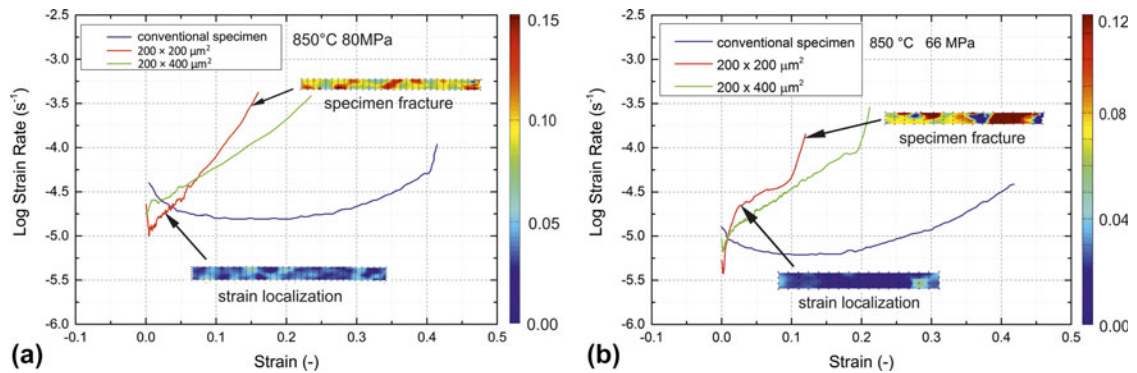 conventional specimen
200 × 200 μm²
200 × 400 μm²
850°C 80MPa
specimen fracture
strain localization
Log Strain Rate (s⁻¹)
-2.5
-3.0
-3.5
-4.0
-4.5
-5.0
-5.5
-6.0
0.0 0.1 0.2 0.3 0.4 0.5
Strain (-)
0.15
0.10
0.05
0.00
(a)
conventional specimen
200 x 200 μm²
200 x 400 μm²
850 °C 66 MPa
specimen fracture
strain localization
Log Strain Rate (s⁻¹)
-2.5
-3.0
-3.5
-4.0
-4.5
-5.0
-5.5
-6.0
0.0 0.1 0.2 0.3 0.4 0.5
Strain (-)
0.12
0.08
0.04
0.00
(b)